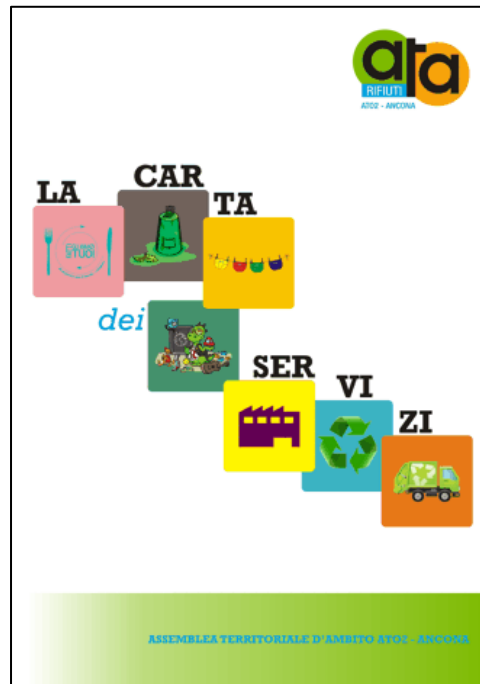 ata
RIFIUTI
ATO2 - ANCONA
LA
CAR
TA
dei
SER
VI
ZI
ASSEMBLEA TERRITORIALE D'AMBITO ATO2 - ANCONA